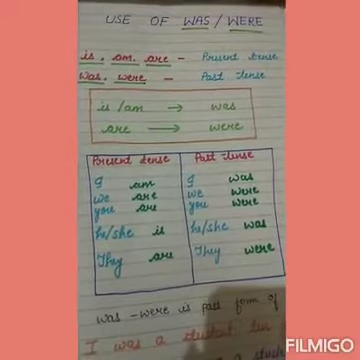 USE OF WAS/WERE
is, am, are - Present tense
was, were - Past tense
is/am → was
are → were
Present tense Past tense
I am I was
we are we were
you are you were
he/she is he/she was
They are They were
was - were is past form of
I was a student
FILMIGO